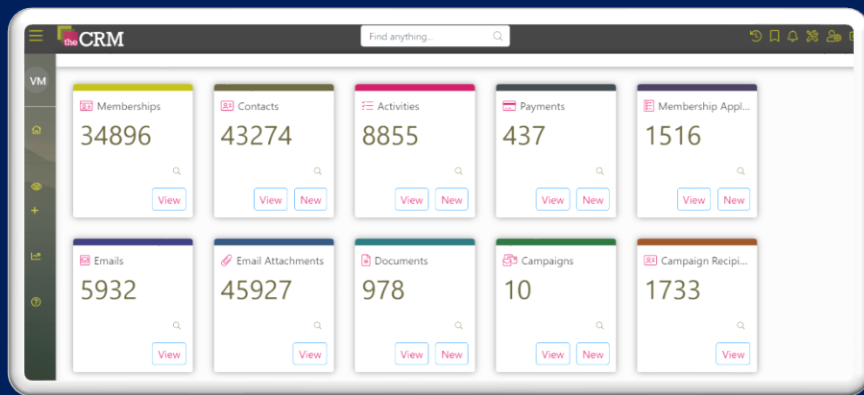 the CRM
Find anything...
VM
Memberships
34896
View
Contacts
43274
View New
Activities
8855
View New
Payments
437
View New
Membership Appl...
1516
View New
Emails
5932
View
Email Attachments
45927
View
Documents
978
View New
Campaigns
10
View New
Campaign Recipi...
1733
View